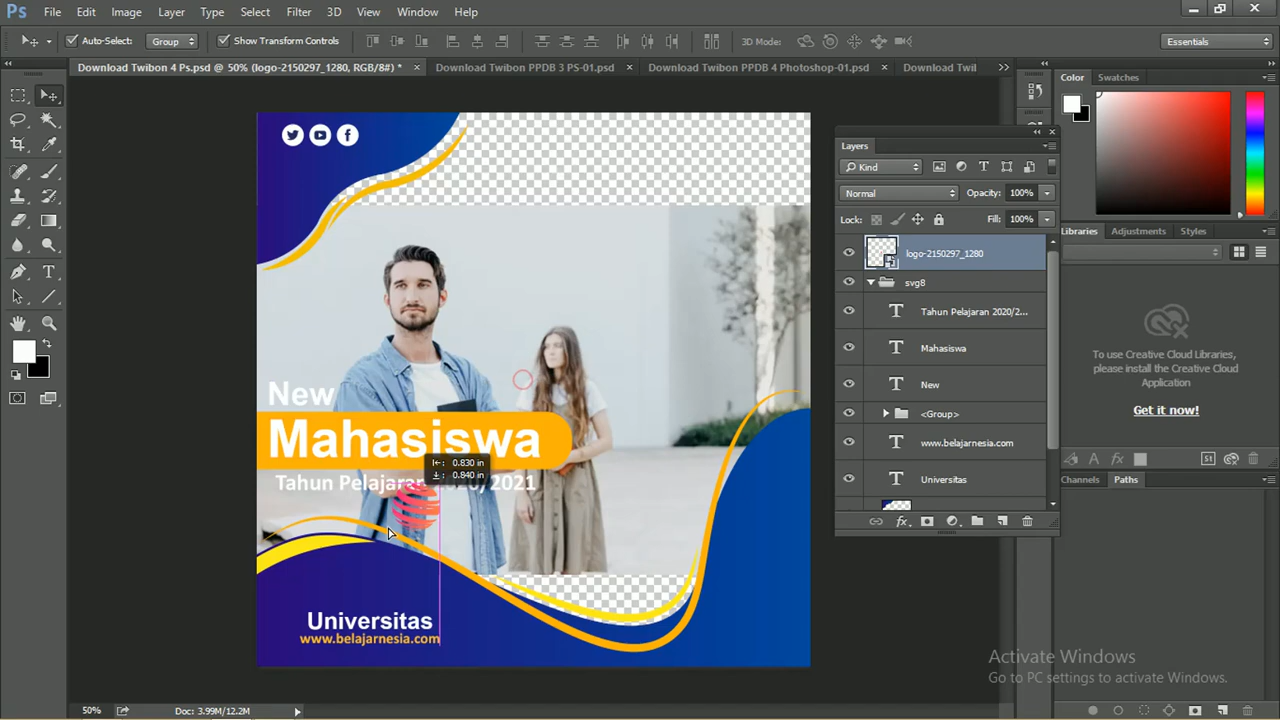 Ps File Edit Image Layer Type Select Filter 3D View Window Help
Auto-Select: Group Show Transform Controls 3D Mode: Essentials
Download Twibon 4 Ps.psd @ 50% (logo-2150297_1280, RGB/8#) * × Download Twibon PPDB 3 PS-01.psd × Download Twibon PPDB 4 Photoshop-01.psd × Download Twil
Color Swatches
Layers
Kind
Normal Opacity: 100%
Lock: Fill: 100%
Libraries Adjustments Styles
logo-2150297_1280
svg8
Tahun Pelajaran 2020/2...
Mahasiswa
New
<Group>
www.belajarnesia.com
Universitas
To use Creative Cloud Libraries,
please install the Creative Cloud
Application
Get it now!
Channels Paths
New
Mahasiswa
0.830 in
0.840 in
Tahun Pelajaran 2020/2021
Universitas
www.belajarnesia.com
Activate Windows
Go to PC settings to activate Windows.
50% Doc: 3.99M/12.2M